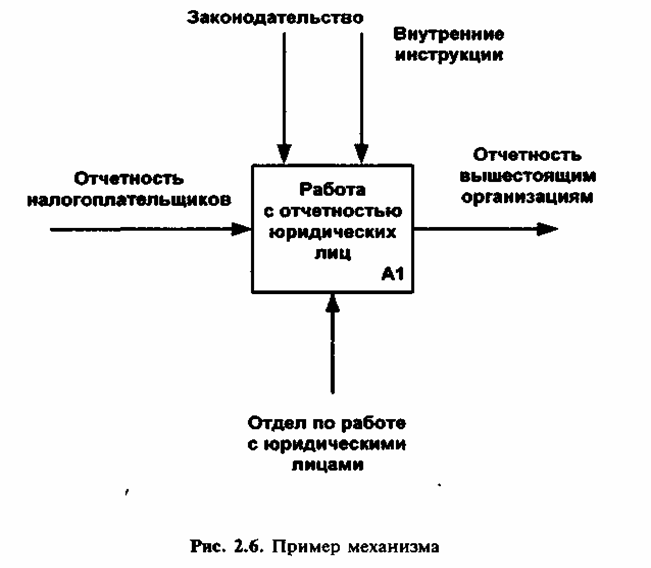 Законодательство
Внутренние
инструкции
Отчетность
налогоплательщиков
Работа
с отчетностью
юридических
лиц
А1
Отчетность
вышестоящим
организациям
Отдел по работе
с юридическими
лицами
Рис. 2.6. Пример механизма